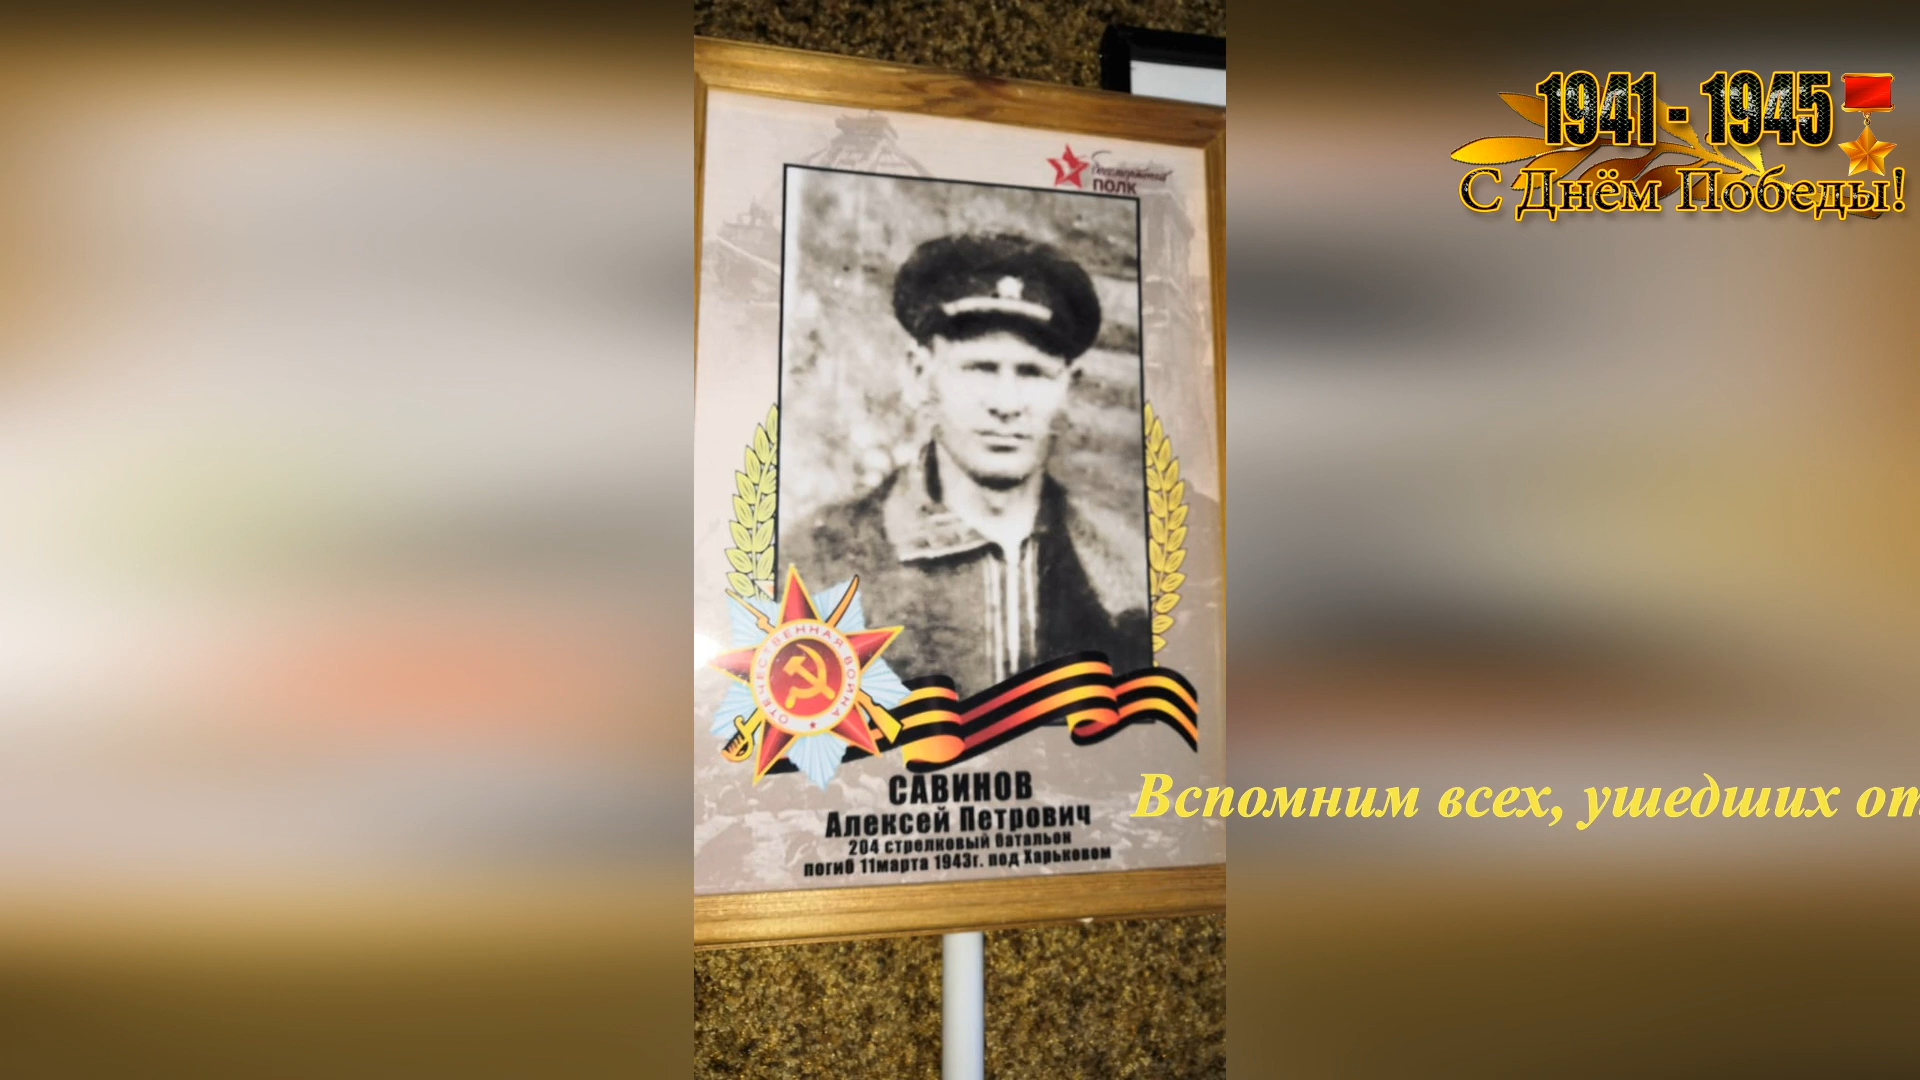 1941 - 1945
С Днём Победы!
Бессмертный
ПОЛК
ОТЕЧЕСТВЕННАЯ ВОЙНА
САВИНОВ
Алексей Петрович
204 стрелковый батальон
погиб 11марта 1943г. под Харьковом
Вспомним всех, ушедших от